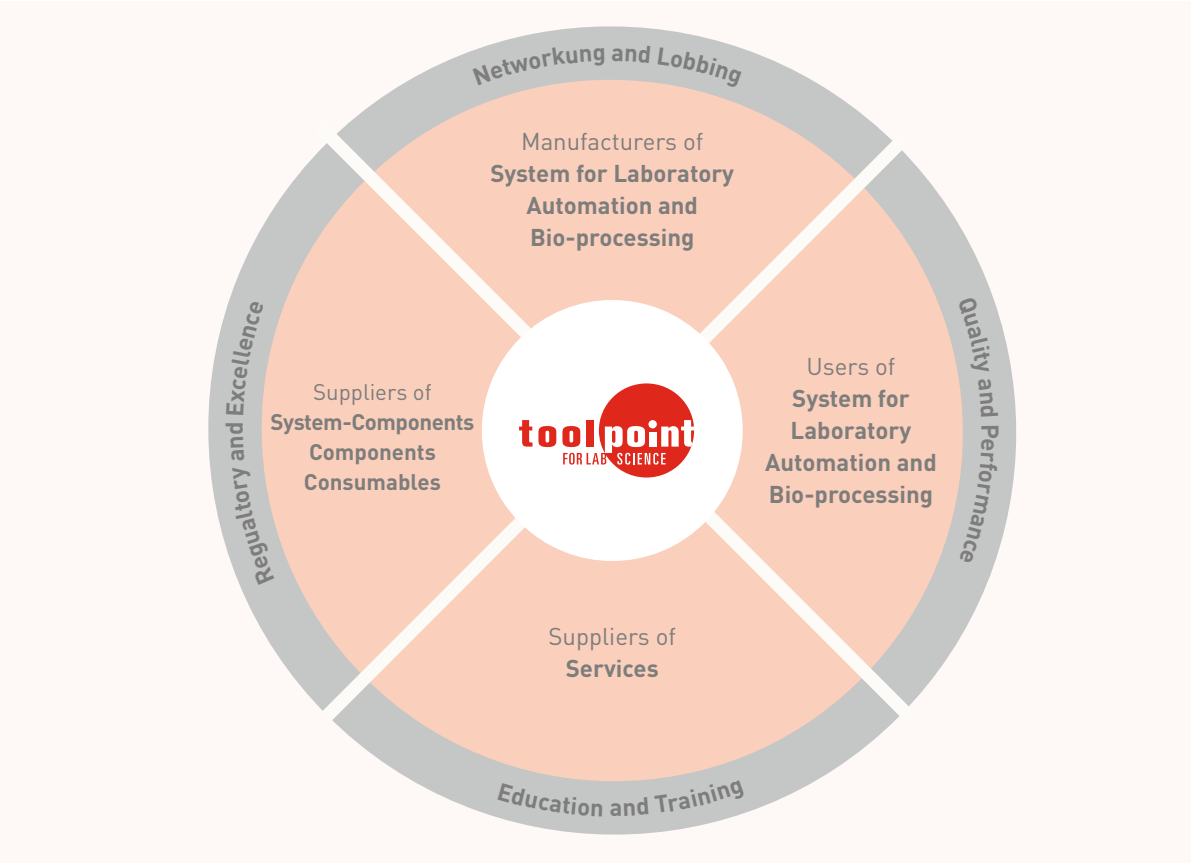 Networkung and Lobbing
Manufacturers of
System for Laboratory
Automation and
Bio-processing
Quality and Performance
Users of
System for
Laboratory
Automation and
Bio-processing
Regualtory and Excellence
Suppliers of
System-Components
Components
Consumables
toolpoint
FOR LAB SCIENCE
Suppliers of
Services
Education and Training